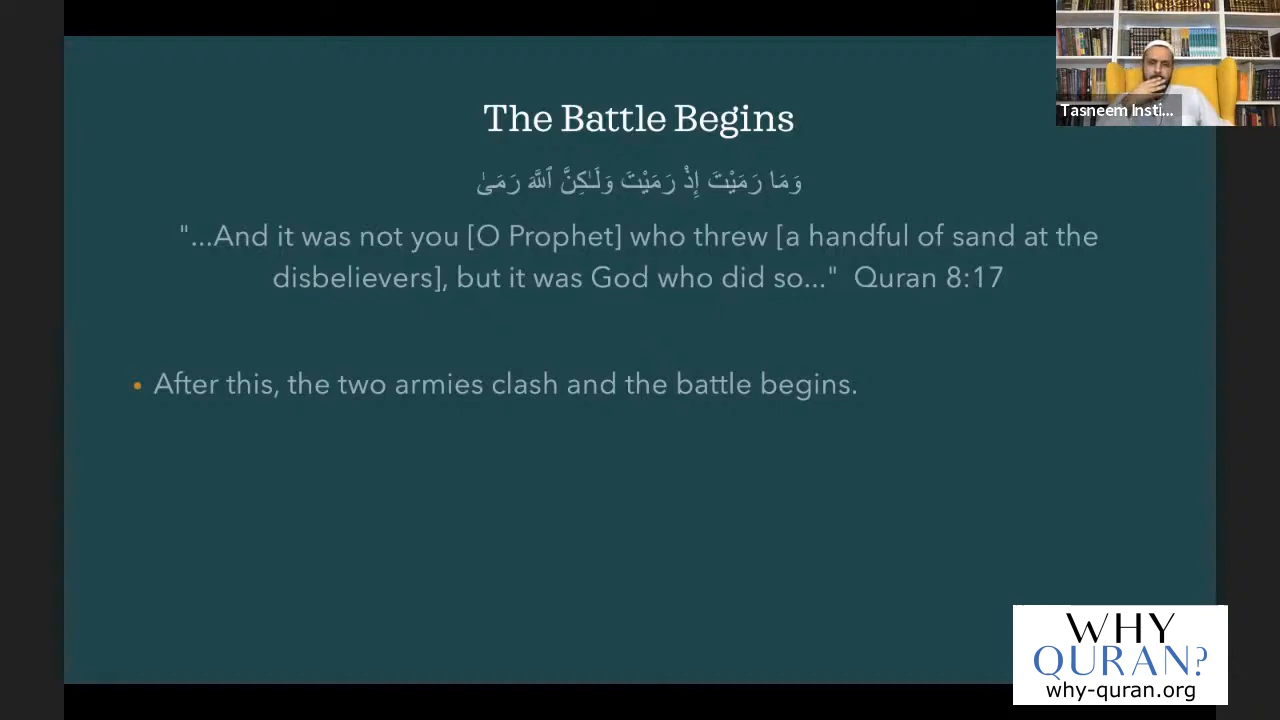 The Battle Begins
وَمَا رَمَيْتَ إِذْ رَمَيْتَ وَلَـٰكِنَّ ٱللَّهَ رَمَىٰ
"...And it was not you [O Prophet] who threw [a handful of sand at the
disbelievers], but it was God who did so..." Quran 8:17
• After this, the two armies clash and the battle begins.
Tasneem Insti...
WHY
QURAN?
why-quran.org